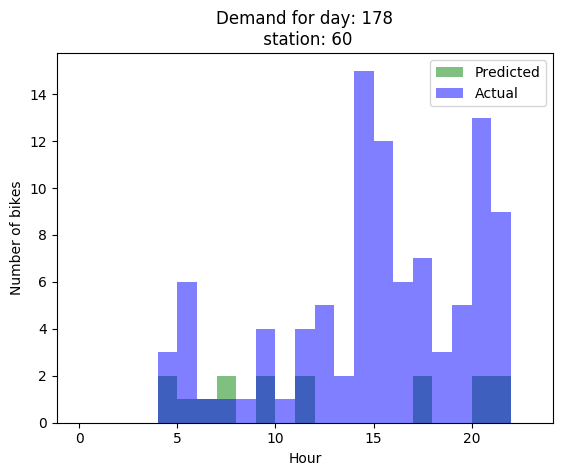 Demand for day: 178
station: 60
Predicted
Actual
Number of bikes
14
12
10
8
6
4
2
0
0 5 10 15 20
Hour